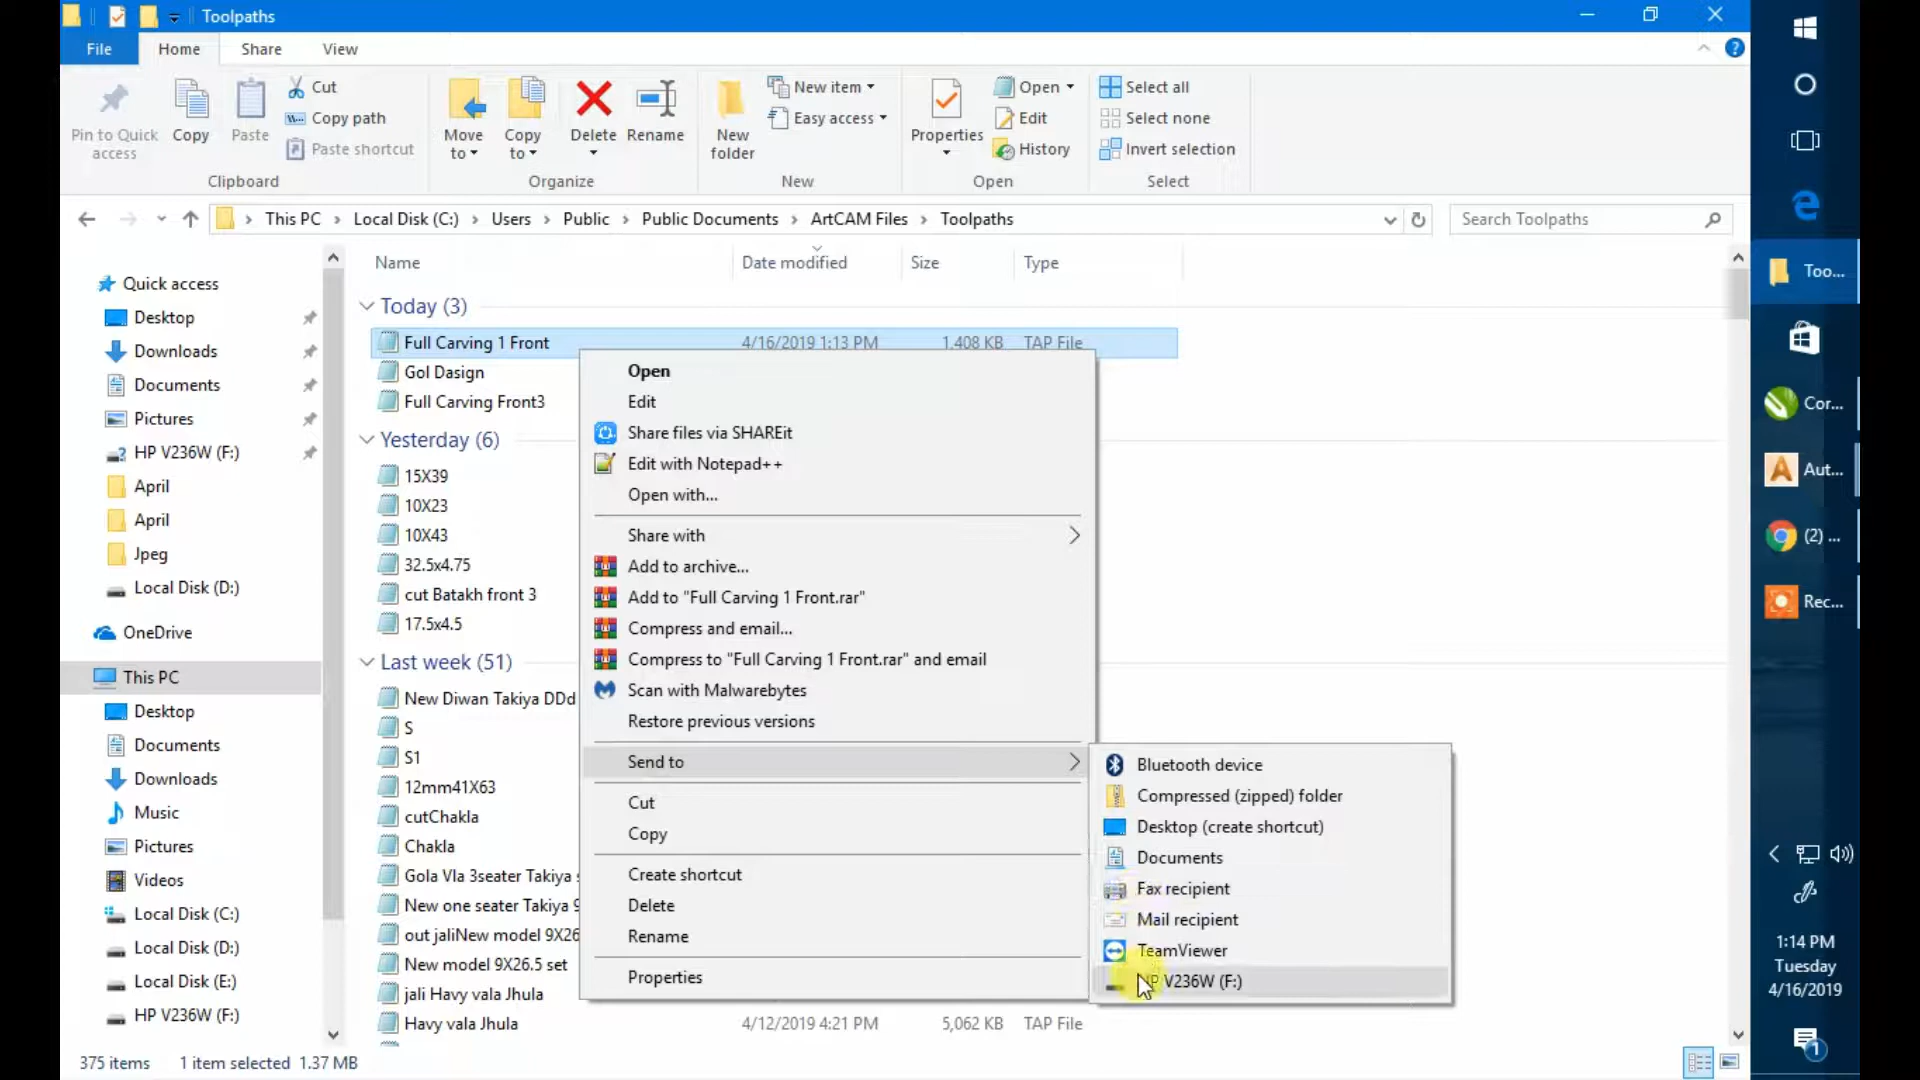 Toolpaths
File Home Share View
Pin to Quick access
Copy
Paste
Cut
Copy path
Paste shortcut
Clipboard
Move to
Copy to
Delete
Rename
Organize
New folder
New item
Easy access
New
Properties
Open
Edit
History
Open
Select all
Select none
Invert selection
Select
This PC > Local Disk (C:) > Users > Public > Public Documents > ArtCAM Files > Toolpaths
Search Toolpaths
Quick access
Desktop
Downloads
Documents
Pictures
HP V236W (F:)
April
April
Jpeg
Local Disk (D:)
OneDrive
This PC
Desktop
Documents
Downloads
Music
Pictures
Videos
Local Disk (C:)
Local Disk (D:)
Local Disk (E:)
HP V236W (F:)
Name Date modified Size Type
Today (3)
Full Carving 1 Front 4/16/2019 1:13 PM 1,408 KB TAP File
Gol Dasign
Full Carving Front3
Yesterday (6)
15X39
10X23
10X43
32.5x4.75
cut Batakh front 3
17.5x4.5
Last week (51)
New Diwan Takiya DDd
S
S1
12mm41X63
cutChakla
Chakla
Gola Vla 3seater Takiya
New one seater Takiya
out jaliNew model 9X26
New model 9X26.5 set
jali Havy vala Jhula
Havy vala Jhula 4/12/2019 4:21 PM 5,062 KB TAP File
Open
Edit
Share files via SHAREit
Edit with Notepad++
Open with...
Share with
Add to archive...
Add to "Full Carving 1 Front.rar"
Compress and email...
Compress to "Full Carving 1 Front.rar" and email
Scan with Malwarebytes
Restore previous versions
Send to
Cut
Copy
Create shortcut
Delete
Rename
Properties
Bluetooth device
Compressed (zipped) folder
Desktop (create shortcut)
Documents
Fax recipient
Mail recipient
TeamViewer
HP V236W (F:)
375 items 1 item selected 1.37 MB
Too...
Cor...
Aut...
(2) ...
Rec...
1:14 PM
Tuesday
4/16/2019
1